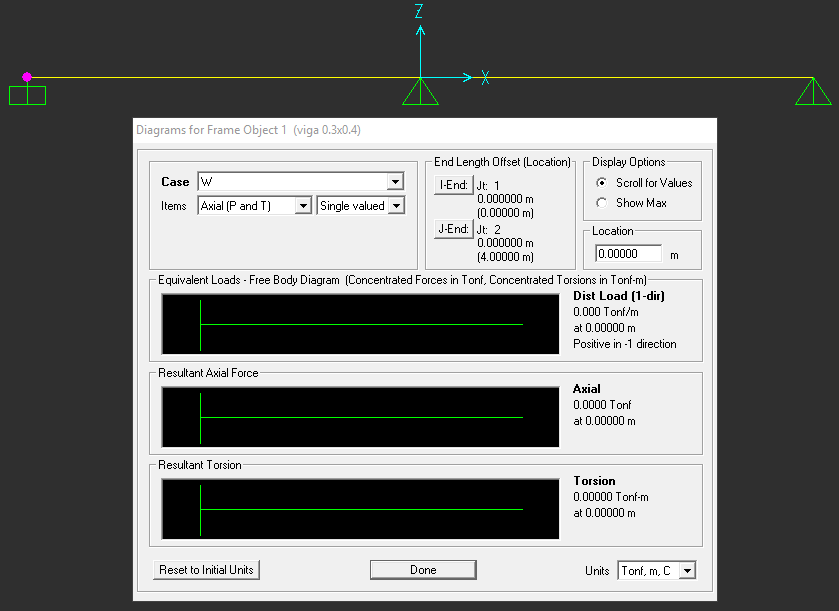 Z
X
Diagrams for Frame Object 1 (viga 0.3x0.4)
Case W
Items Axial (P and T) Single valued
End Length Offset (Location)
I-End: Jt: 1
0.000000 m
(0.00000 m)
J-End: Jt: 2
0.000000 m
(4.00000 m)
Display Options
Scroll for Values
Show Max
Location
0.00000 m
Equivalent Loads - Free Body Diagram (Concentrated Forces in Tonf, Concentrated Torsions in Tonf-m)
Dist Load (1-dir)
0.000 Tonf/m
at 0.00000 m
Positive in -1 direction
Resultant Axial Force
Axial
0.0000 Tonf
at 0.00000 m
Resultant Torsion
Torsion
0.00000 Tonf-m
at 0.00000 m
Reset to Initial Units
Done
Units Tonf, m, C